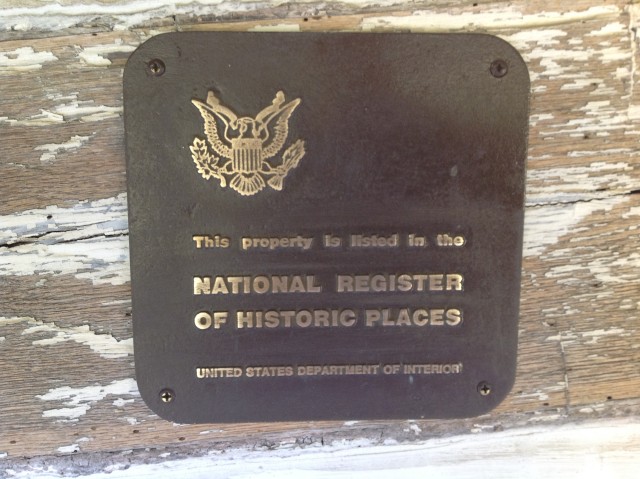 This property is listed in the
NATIONAL REGISTER
OF HISTORIC PLACES
UNITED STATES DEPARTMENT OF INTERIOR